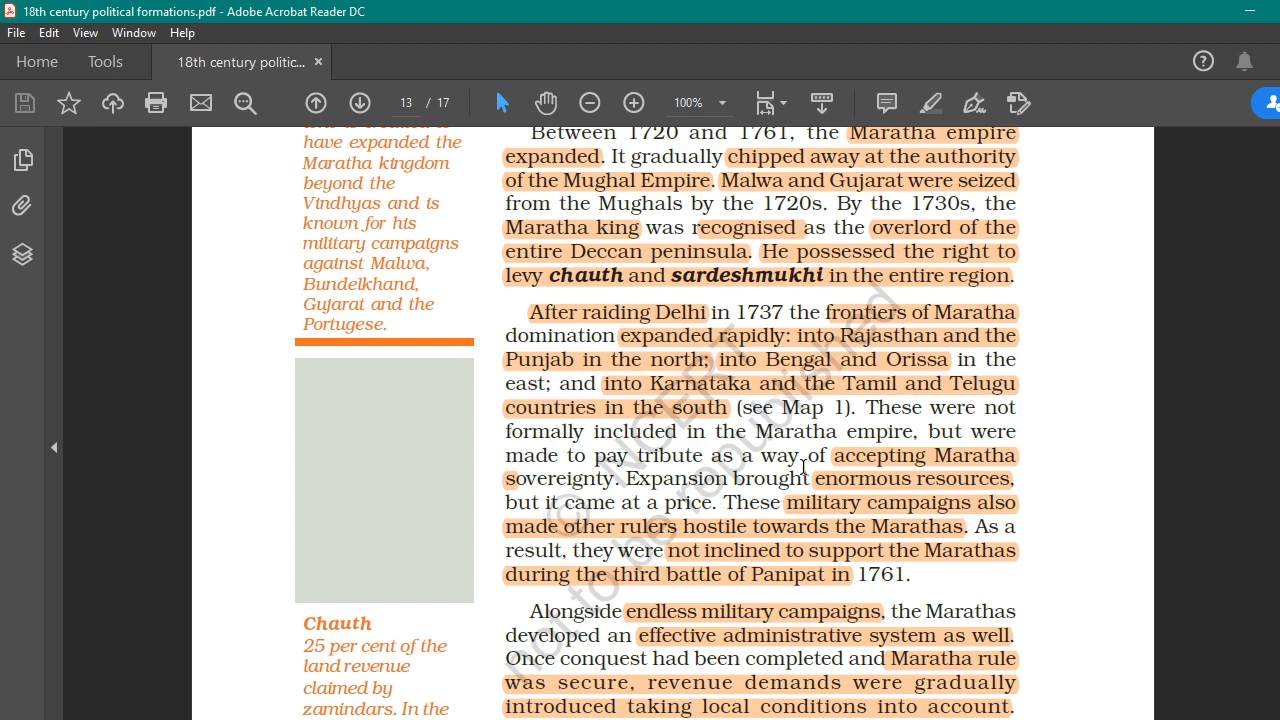 18th century political formations.pdf - Adobe Acrobat Reader DC
File Edit View Window Help
Home Tools 18th century politic... ×
13 / 17 100%
have expanded the
Maratha kingdom
beyond the
Vindhyas and is
known for his
military campaigns
against Malwa,
Bundelkhand,
Gujarat and the
Portugese.
Chauth
25 per cent of the
land revenue
claimed by
zamindars. In the
Between 1720 and 1761, the Maratha empire
expanded. It gradually chipped away at the authority
of the Mughal Empire. Malwa and Gujarat were seized
from the Mughals by the 1720s. By the 1730s, the
Maratha king was recognised as the overlord of the
entire Deccan peninsula. He possessed the right to
levy chauth and sardeshmukhi in the entire region.
After raiding Delhi in 1737 the frontiers of Maratha
domination expanded rapidly: into Rajasthan and the
Punjab in the north; into Bengal and Orissa in the
east; and into Karnataka and the Tamil and Telugu
countries in the south (see Map 1). These were not
formally included in the Maratha empire, but were
made to pay tribute as a way of accepting Maratha
sovereignty. Expansion brought enormous resources,
but it came at a price. These military campaigns also
made other rulers hostile towards the Marathas. As a
result, they were not inclined to support the Marathas
during the third battle of Panipat in 1761.
Alongside endless military campaigns, the Marathas
developed an effective administrative system as well.
Once conquest had been completed and Maratha rule
was secure, revenue demands were gradually
introduced taking local conditions into account.
© NCERT
not to be republished